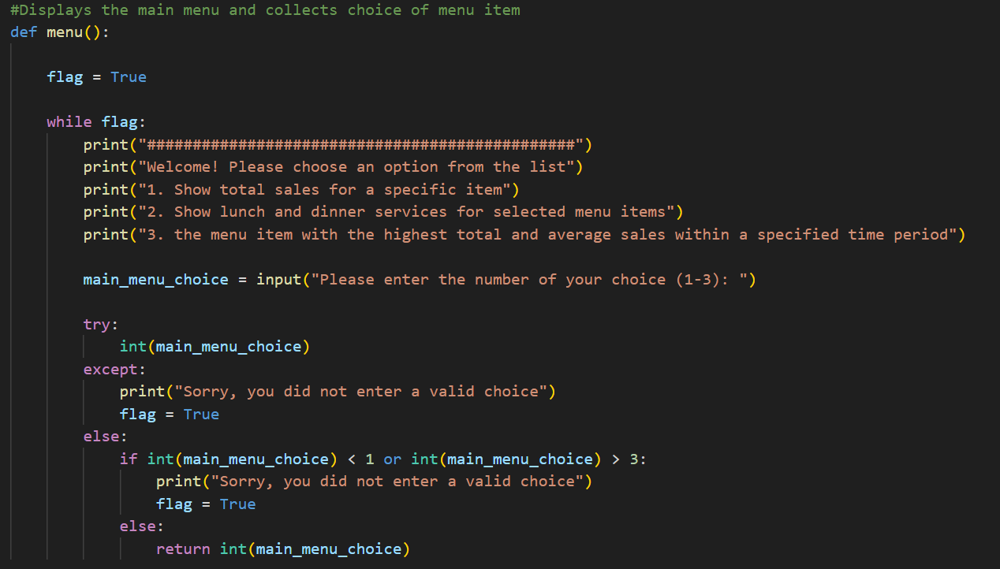 #Displays the main menu and collects choice of menu item
def menu():
flag = True
while flag:
print("###############################################")
print("Welcome! Please choose an option from the list")
print("1. Show total sales for a specific item")
print("2. Show lunch and dinner services for selected menu items")
print("3. the menu item with the highest total and average sales within a specified time period")
main_menu_choice = input("Please enter the number of your choice (1-3): ")
try:
int(main_menu_choice)
except:
print("Sorry, you did not enter a valid choice")
flag = True
else:
if int(main_menu_choice) < 1 or int(main_menu_choice) > 3:
print("Sorry, you did not enter a valid choice")
flag = True
else:
return int(main_menu_choice)